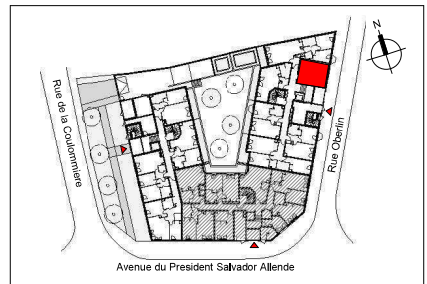 N
Rue de la Coulommiere
Rue Oberlin
Avenue du President Salvador Allende